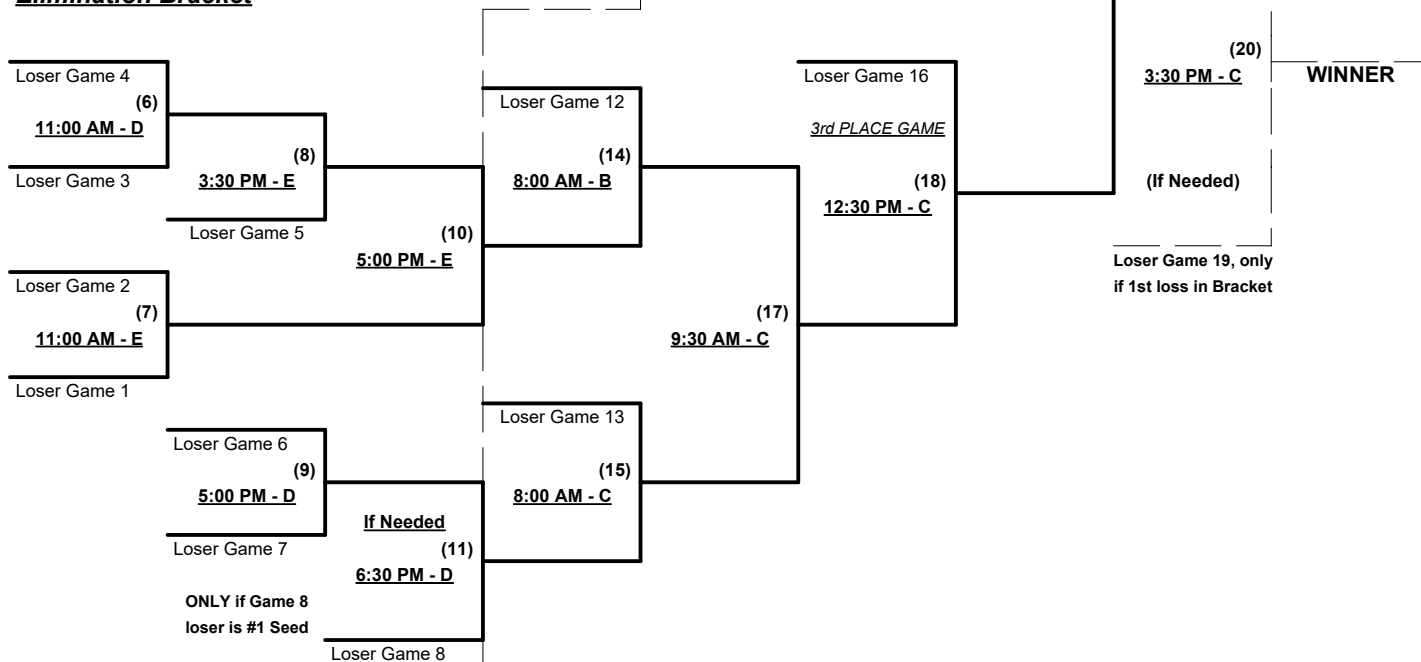 Elimination Bracket
Loser Game 4
(6)
11:00 AM - D
Loser Game 3
(8)
3:30 PM - E
Loser Game 5
(10)
5:00 PM - E
Loser Game 2
(7)
11:00 AM - E
Loser Game 1
Loser Game 6
(9)
5:00 PM - D
Loser Game 7
If Needed
(11)
6:30 PM - D
ONLY if Game 8
loser is #1 Seed
Loser Game 8
Loser Game 12
(14)
8:00 AM - B
Loser Game 13
(15)
8:00 AM - C
(17)
9:30 AM - C
Loser Game 16
3rd PLACE GAME
(18)
12:30 PM - C
(20)
3:30 PM - C
WINNER
(If Needed)
Loser Game 19, only
if 1st loss in Bracket